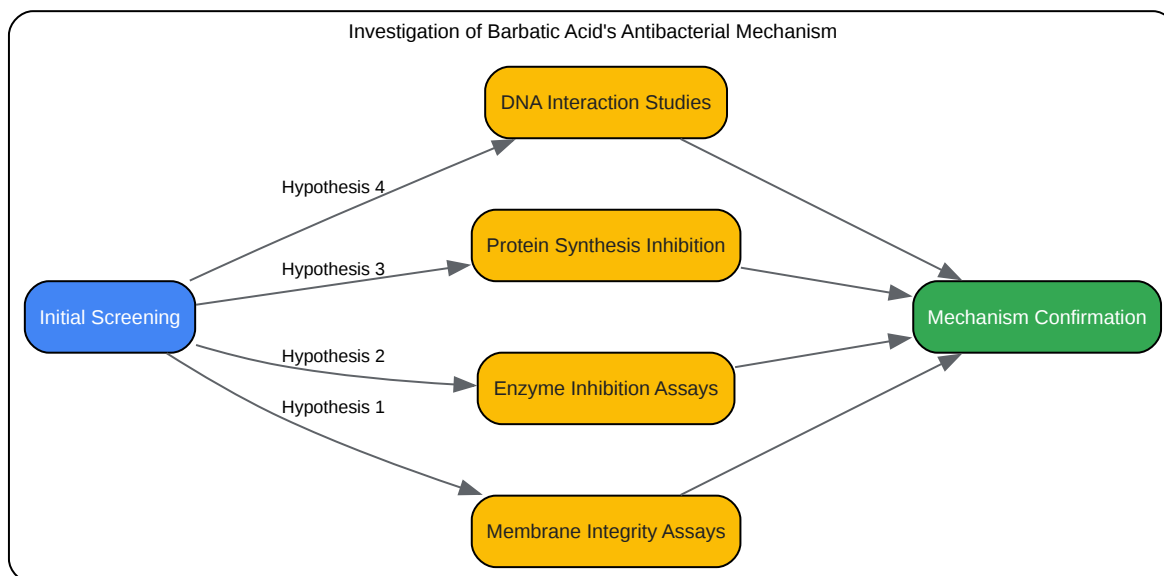 Investigation of Barbatic Acid's Antibacterial Mechanism
DNA Interaction Studies
Hypothesis 4
Protein Synthesis Inhibition
Hypothesis 3
Initial Screening
Mechanism Confirmation
Hypothesis 2
Enzyme Inhibition Assays
Hypothesis 1
Membrane Integrity Assays